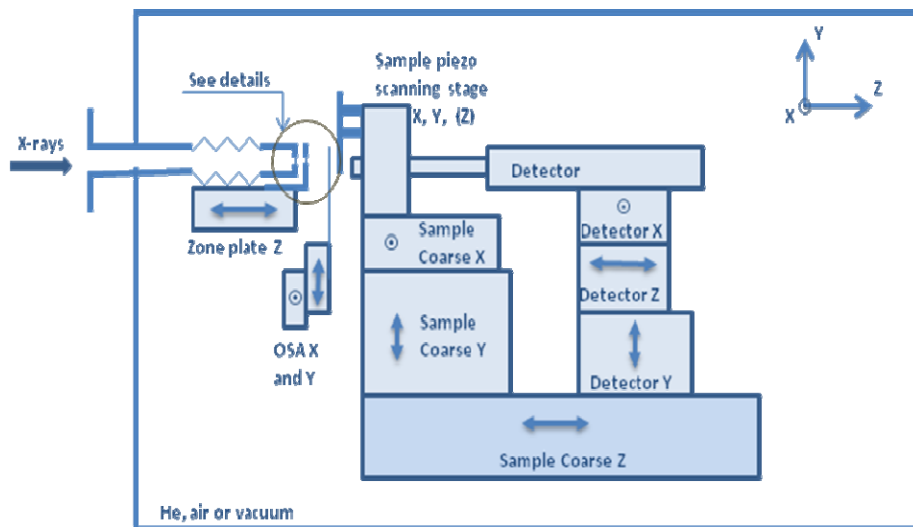 Y
Z
X
See details
Sample piezo
scanning stage
X, Y, (Z)
X-rays
Detector
Zone plate Z
Sample
Coarse X
Detector X
Detector Z
OSA X
and Y
Sample
Coarse Y
Detector Y
Sample Coarse Z
He, air or vacuum